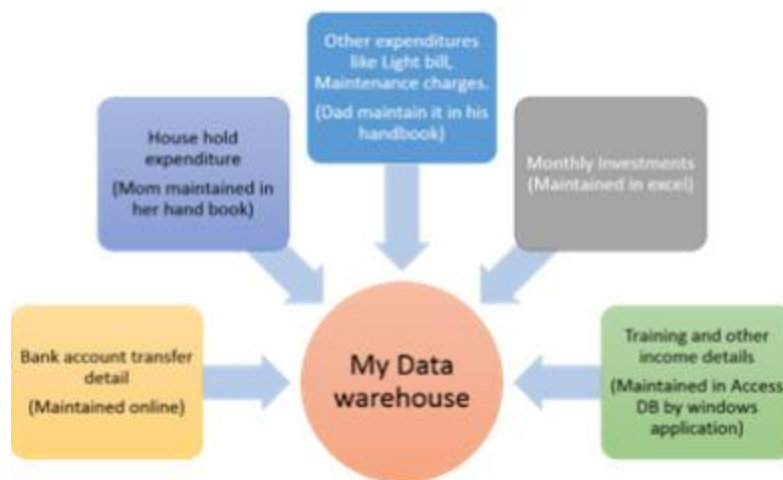 Other expenditures
like Light bill,
Maintenance charges.
(Dad maintain it in his
handbook)
House hold
expenditure
(Mom maintained in
her hand book)
Monthly Investments
(Maintained in excel)
Bank account transfer
detail
(Maintained online)
My Data
warehouse
Training and other
income details
(Maintained in Access
DB by windows
application)